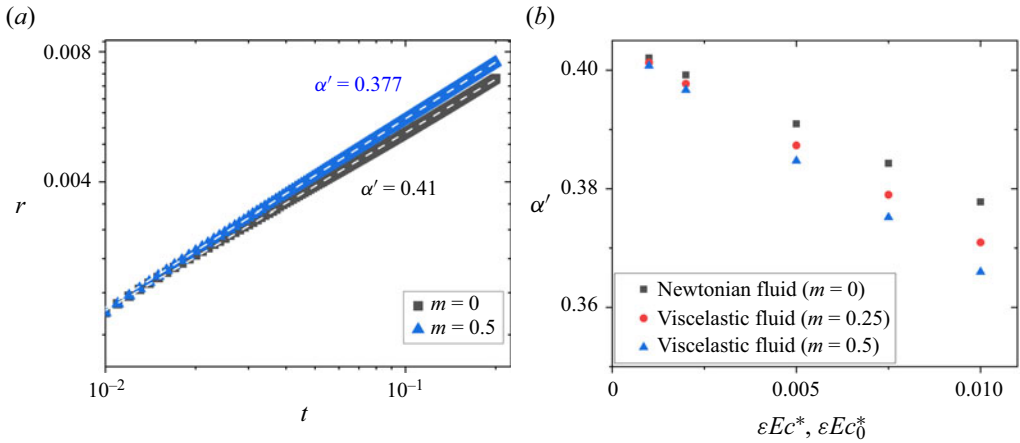 (a)
0.008
α′ = 0.377
0.004
r
α′ = 0.41
m = 0
m = 0.5
10⁻² 10⁻¹
t
(b)
0.40
0.38
α′
0.36
Newtonian fluid (m = 0)
Viscelastic fluid (m = 0.25)
Viscelastic fluid (m = 0.5)
0 0.005 0.010
εEc*, εEc₀*